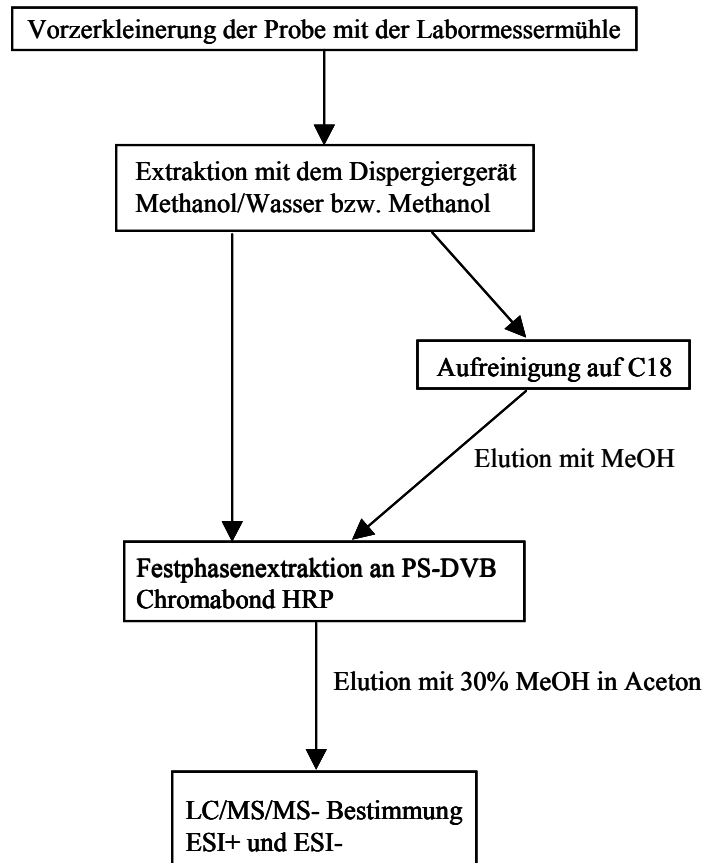 Vorzerkleinerung der Probe mit der Labormessermühle
Extraktion mit dem Dispergiergerät
Methanol/Wasser bzw. Methanol
Aufreinigung auf C18
Elution mit MeOH
Festphasenextraktion an PS-DVB
Chromabond HRP
Elution mit 30% MeOH in Aceton
LC/MS/MS- Bestimmung
ESI+ und ESI-